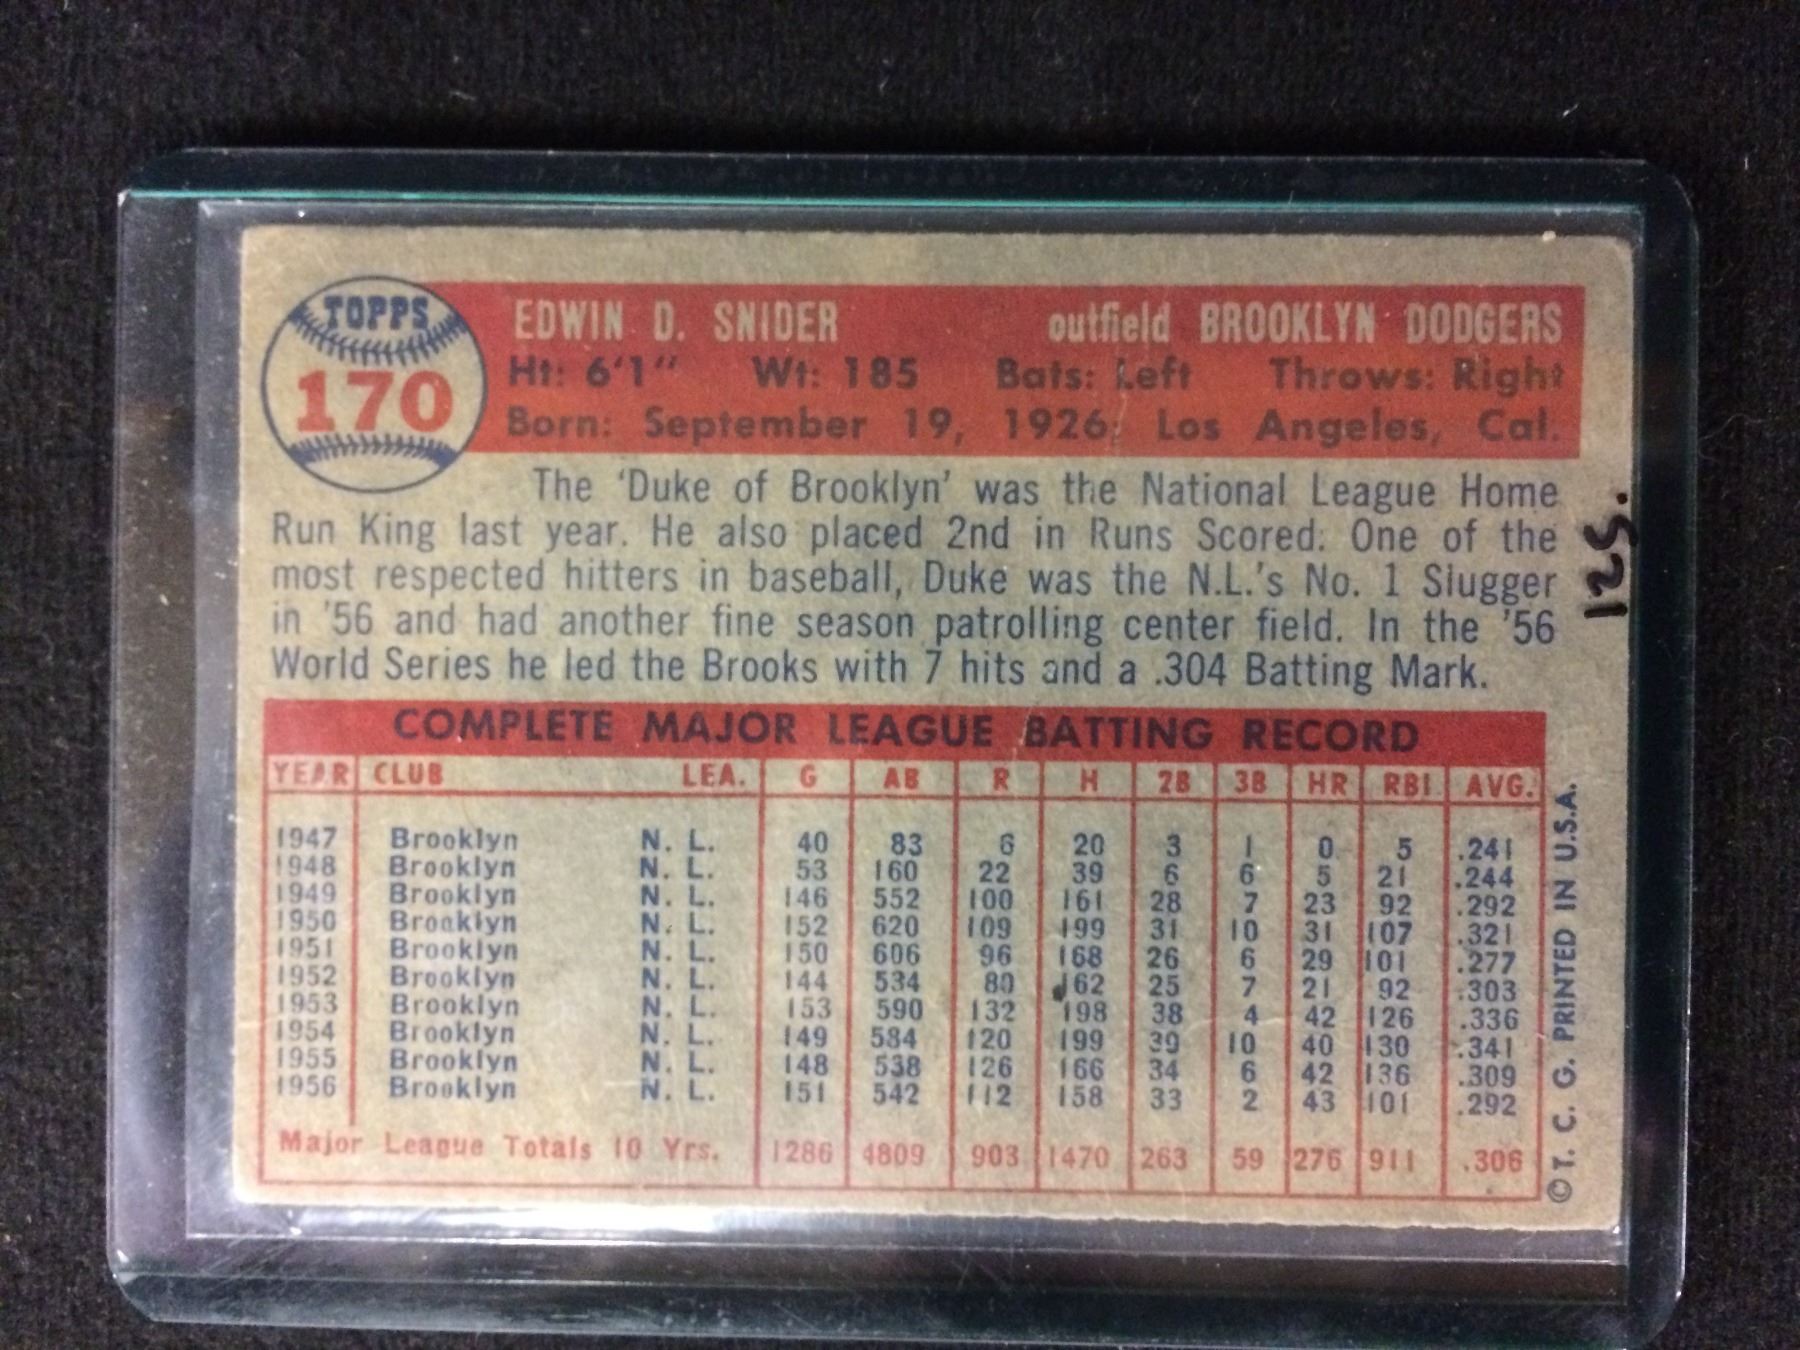 TOPPS
170
EDWIN D. SNIDER outfield BROOKLYN DODGERS
Ht: 6'1" Wt: 185 Bats: Left Throws: Right
Born: September 19, 1926, Los Angeles, Cal.
The 'Duke of Brooklyn' was the National League Home
Run King last year. He also placed 2nd in Runs Scored. One of the
most respected hitters in baseball, Duke was the N.L.'s No. 1 Slugger
in '56 and had another fine season patrolling center field. In the '56
World Series he led the Brooks with 7 hits and a .304 Batting Mark.
125.
COMPLETE MAJOR LEAGUE BATTING RECORD
YEAR CLUB LEA. G AB R H 2B 3B HR RBI AVG.
1947 Brooklyn N. L. 40 83 6 20 3 1 0 5 .241
1948 Brooklyn N. L. 53 160 22 39 6 6 5 21 .244
1949 Brooklyn N. L. 146 552 100 161 28 7 23 92 .292
1950 Brooklyn N. L. 152 620 109 199 31 10 31 107 .321
1951 Brooklyn N. L. 150 606 96 168 26 6 29 101 .277
1952 Brooklyn N. L. 144 534 80 162 25 7 21 92 .303
1953 Brooklyn N. L. 153 590 132 198 38 4 42 126 .336
1954 Brooklyn N. L. 149 584 120 199 39 10 40 130 .341
1955 Brooklyn N. L. 148 538 126 166 34 6 42 136 .309
1956 Brooklyn N. L. 151 542 112 158 33 2 43 101 .292
Major League Totals 10 Yrs. 1286 4809 903 1470 263 59 276 911 .306
© T. C. G. PRINTED IN U.S.A.